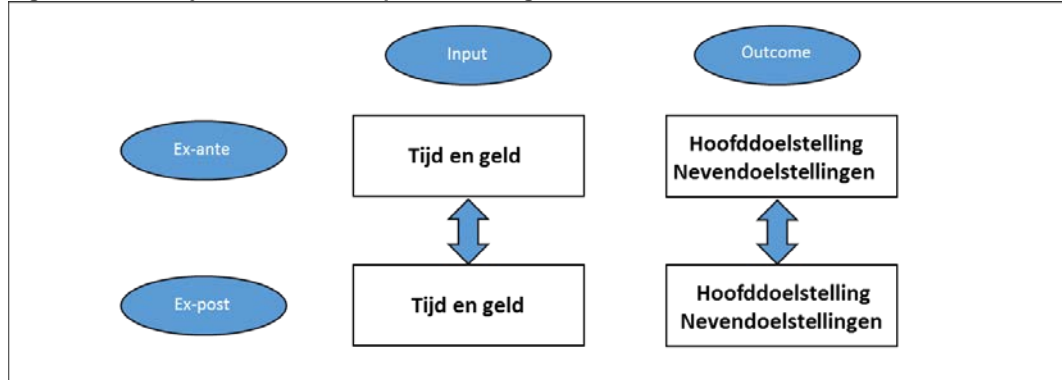 Input
Outcome
Ex-ante
Tijd en geld
Hoofddoelstelling
Nevendoelstellingen
Ex-post
Tijd en geld
Hoofddoelstelling
Nevendoelstellingen